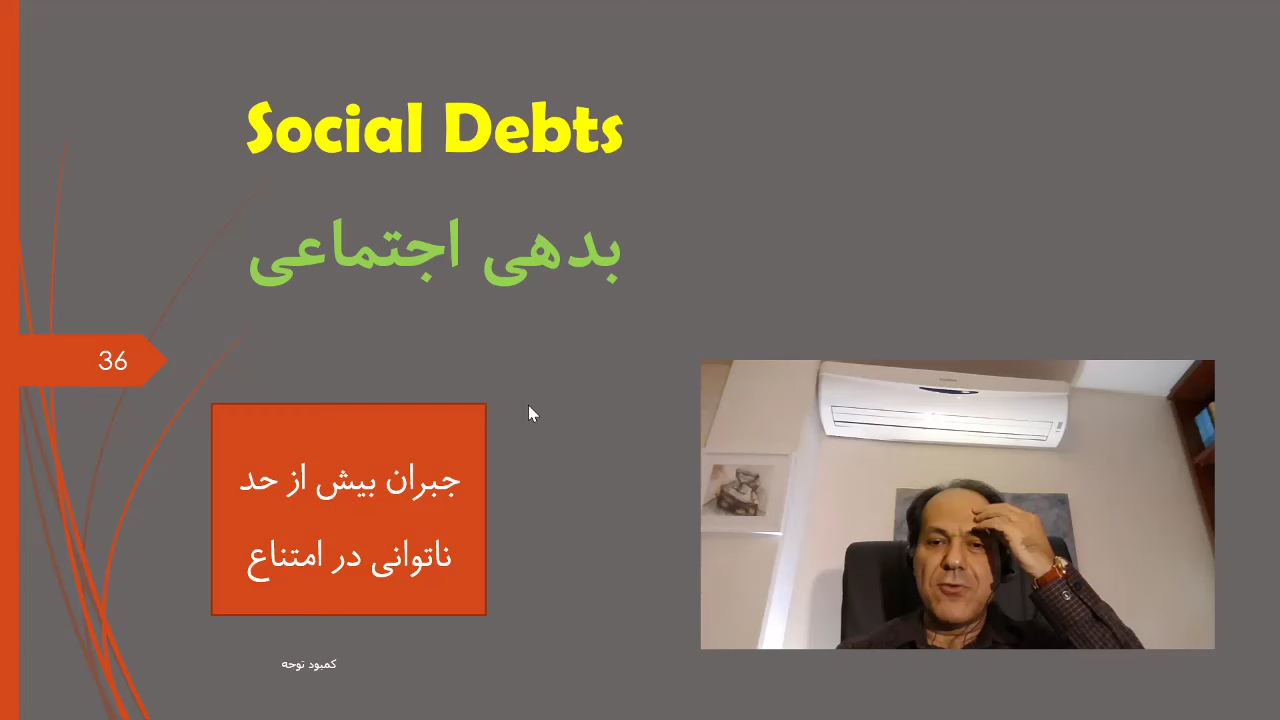 Social Debts
بدهی اجتماعی
36
جبران بیش از حد
ناتوانی در امتناع
کمبود توجه